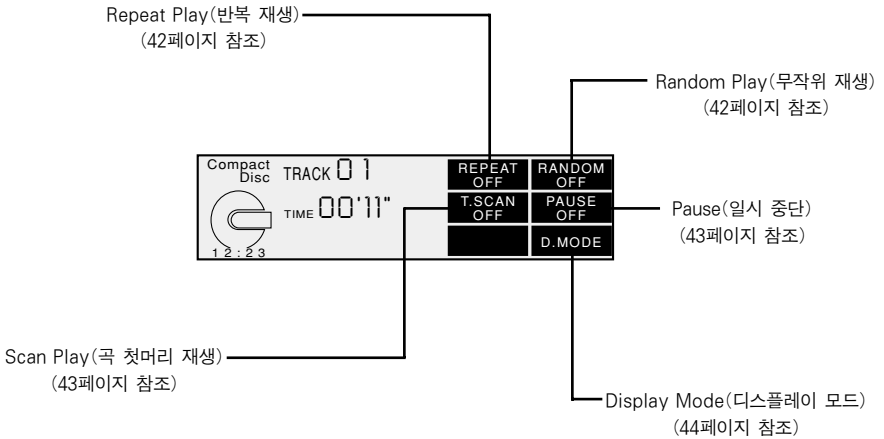 Repeat Play(반복 재생)
(42페이지 참조)
Random Play(무작위 재생)
(42페이지 참조)
Compact
Disc
TRACK 01
TIME 00'11"
12:23
REPEAT
OFF
RANDOM
OFF
T.SCAN
OFF
PAUSE
OFF
D.MODE
Pause(일시 중단)
(43페이지 참조)
Scan Play(곡 첫머리 재생)
(43페이지 참조)
Display Mode(디스플레이 모드)
(44페이지 참조)